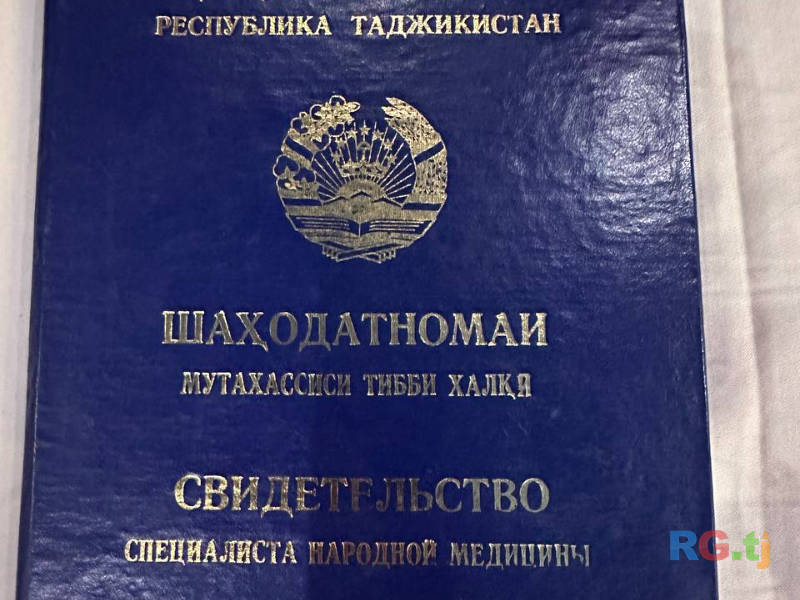 РЕСПУБЛИКА ТАДЖИКИСТАН
ШАҲОДАТНОМАИ
МУТАХАССИСИ ТИББИ ХАЛҚӢ
СВИДЕТЕЛЬСТВО
СПЕЦИАЛИСТА НАРОДНОЙ МЕДИЦИНЫ
RG.tj